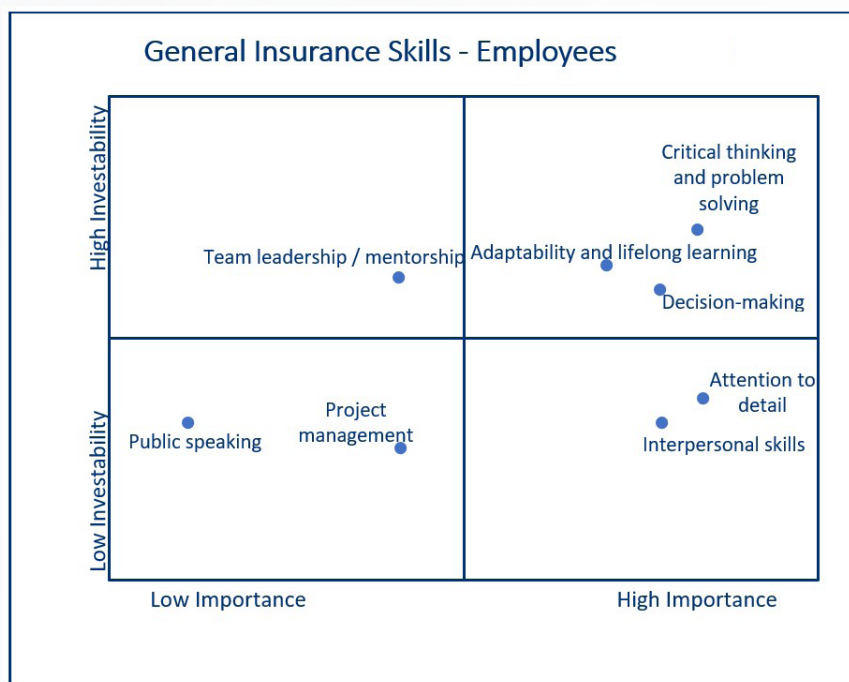 General Insurance Skills - Employees
High Investability
Critical thinking
and problem
solving
Team leadership / mentorship
Adaptability and lifelong learning
Decision-making
Low Investability
Attention to
detail
Project
management
Public speaking
Interpersonal skills
Low Importance
High Importance